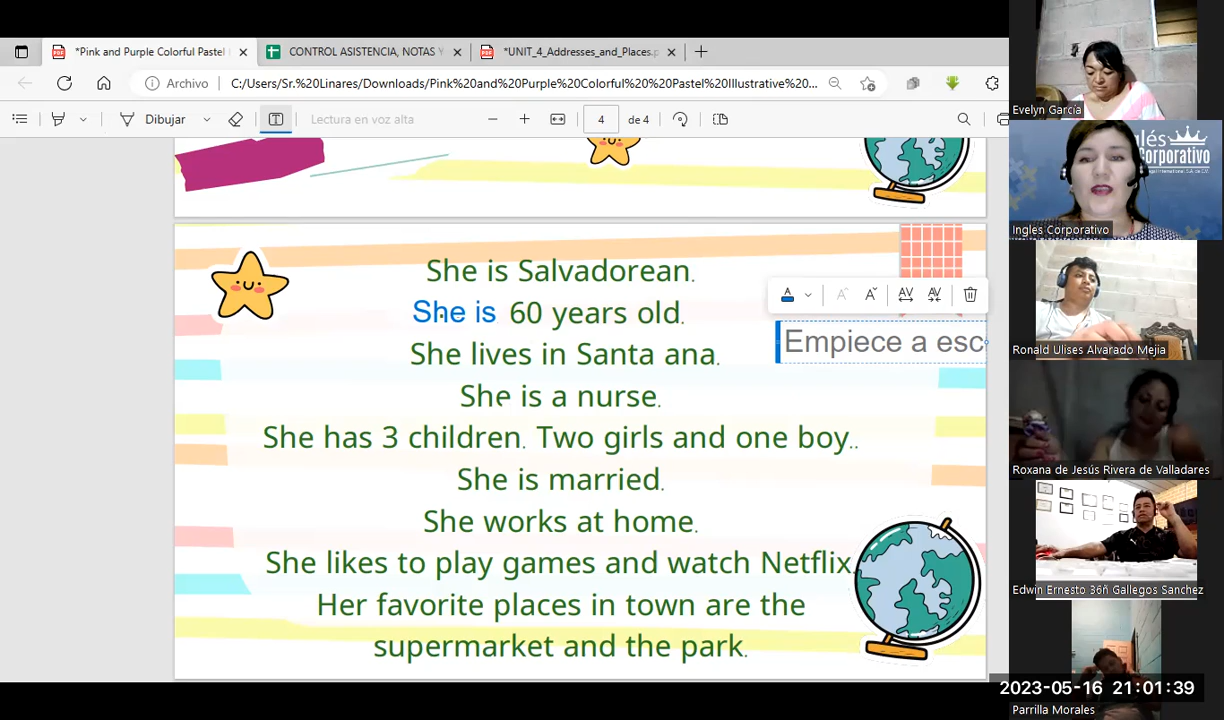 *Pink and Purple Colorful Pastel
CONTROL ASISTENCIA, NOTAS Y
*UNIT_4_Addresses_and_Places.p
Archivo
C:/Users/Sr.%20Linares/Downloads/Pink%20and%20Purple%20Colorful%20%20Pastel%20Illustrative%20...
Dibujar
Lectura en voz alta
4
de 4
She is Salvadorean.
She is 60 years old.
Empiece a esc
She lives in Santa ana.
She is a nurse.
She has 3 children. Two girls and one boy..
She is married.
She works at home.
She likes to play games and watch Netflix
Her favorite places in town are the
supermarket and the park.
Evelyn García
Ingles Corporativo
Ronald Ulises Alvarado Mejia
Roxana de Jesús Rivera de Valladares
Edwin Ernesto 36ñ Gallegos Sanchez
2023-05-16 21:01:39
Parrilla Morales